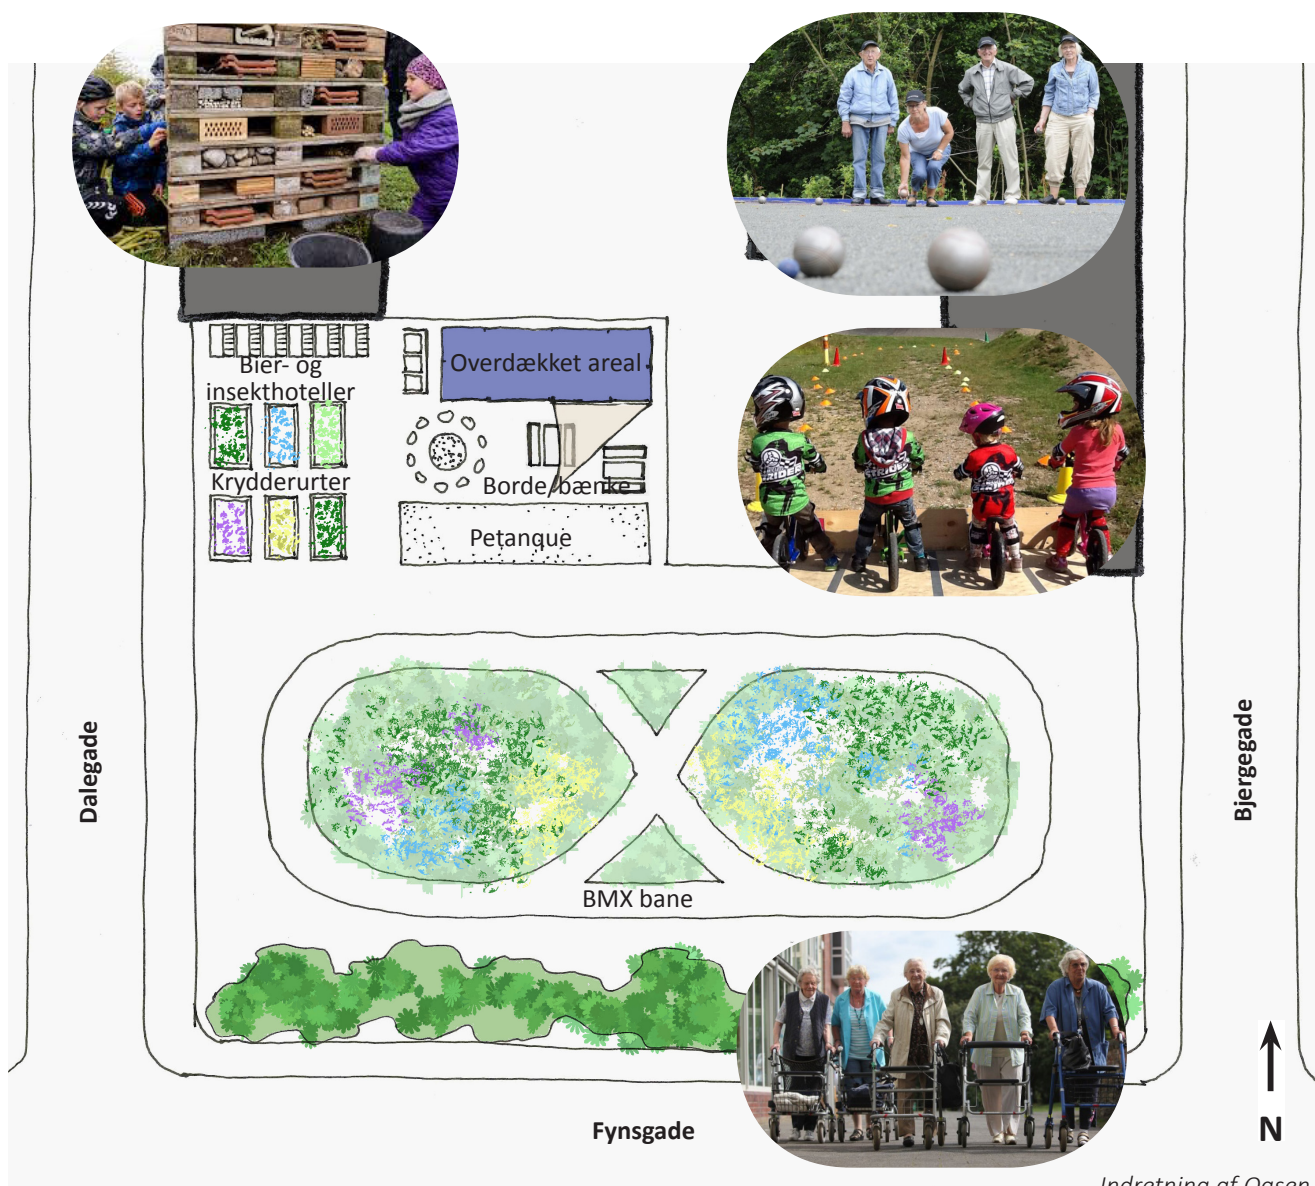 Bier- og
insekthoteller
Overdækket areal
Krydderurter
Borde/bænke
Petanque
Dalegade
Bjergegade
BMX bane
Fynsgade
N
Indretning af Oasen